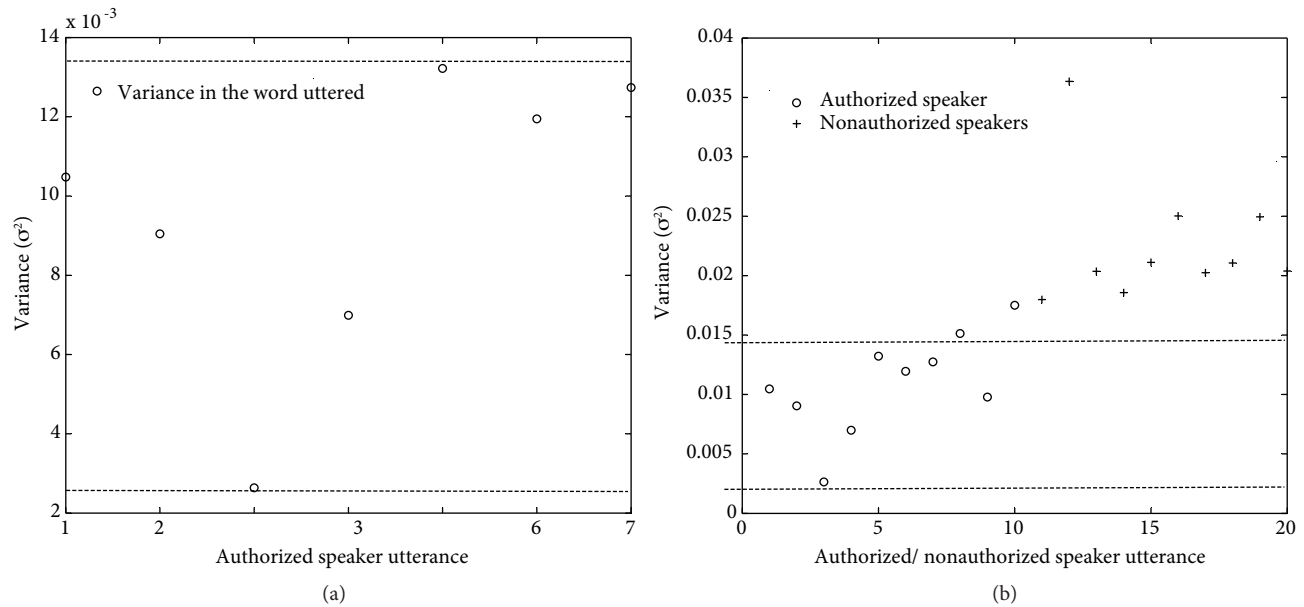 x 10 -3
14
12
10
8
6
4
2
1
2
3
6
7
Variance (σ²)
Variance in the word uttered
Authorized speaker utterance
(a)
0.04
0.035
0.03
0.025
0.02
0.015
0.01
0.005
0
0
5
10
15
20
Variance (σ²)
Authorized speaker
Nonauthorized speakers
Authorized/ nonauthorized speaker utterance
(b)